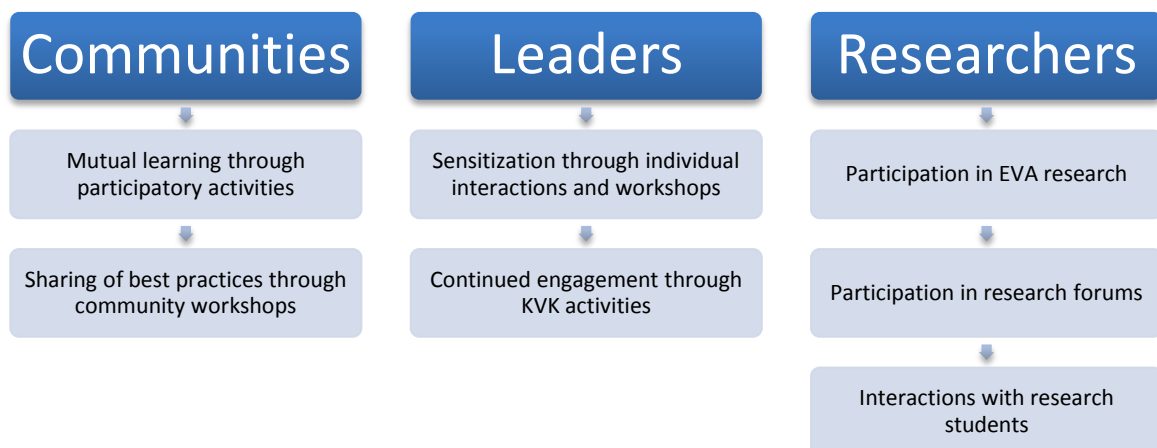 Communities
Mutual learning through
participatory activities
Sharing of best practices through
community workshops
Leaders
Sensitization through individual
interactions and workshops
Continued engagement through
KVK activities
Researchers
Participation in EVA research
Participation in research forums
Interactions with research
students